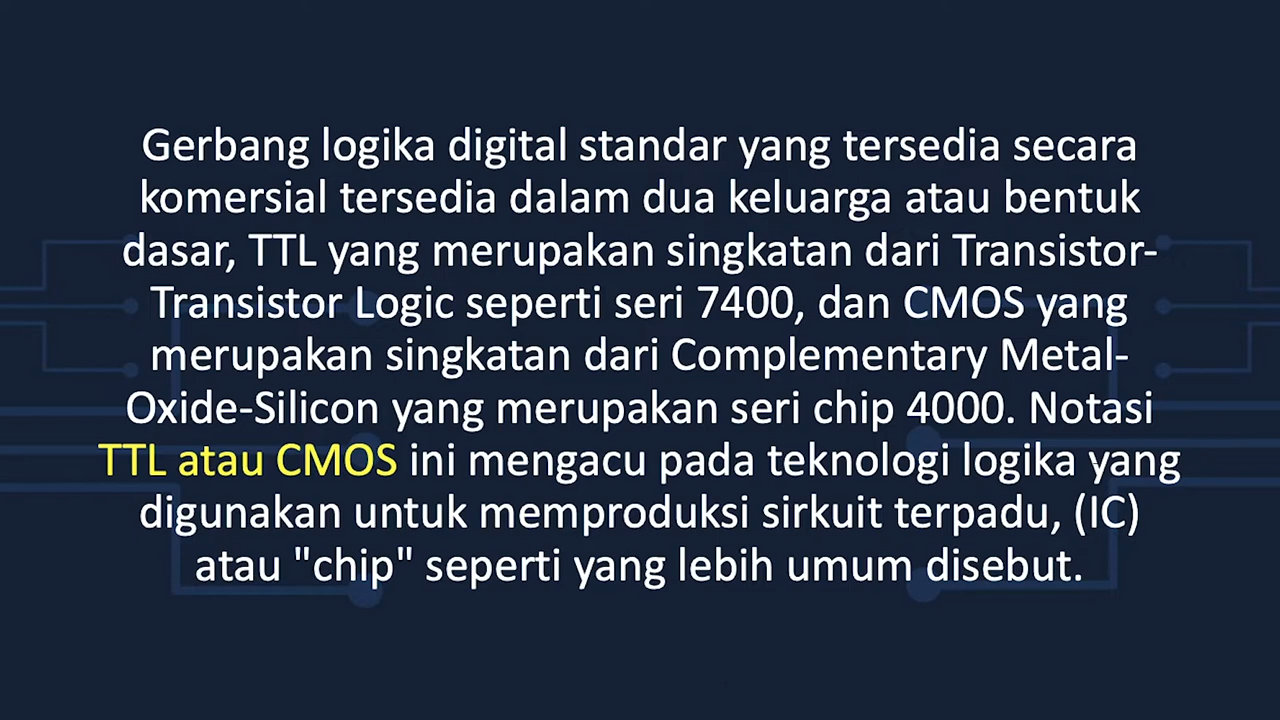 Gerbang logika digital standar yang tersedia secara
komersial tersedia dalam dua keluarga atau bentuk
dasar, TTL yang merupakan singkatan dari Transistor-
Transistor Logic seperti seri 7400, dan CMOS yang
merupakan singkatan dari Complementary Metal-
Oxide-Silicon yang merupakan seri chip 4000. Notasi
TTL atau CMOS ini mengacu pada teknologi logika yang
digunakan untuk memproduksi sirkuit terpadu, (IC)
atau "chip" seperti yang lebih umum disebut.